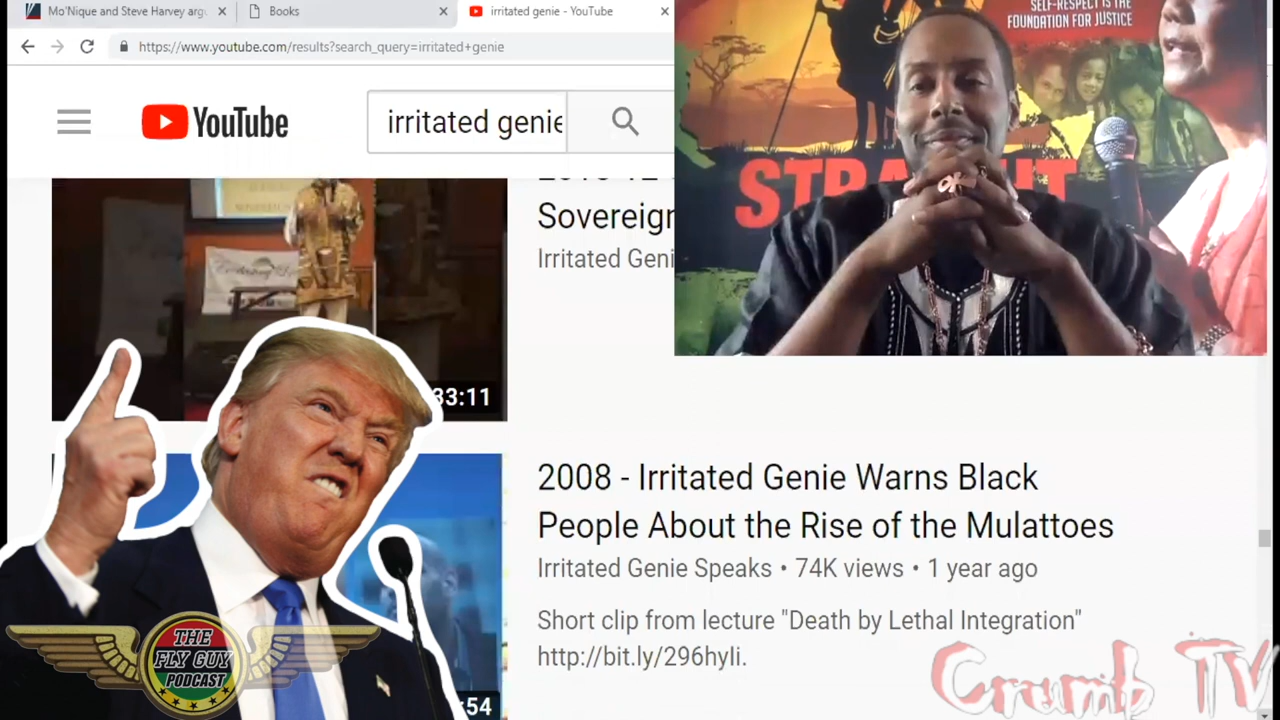 Mo'Nique and Steve Harvey arg
Books
irritated genie - YouTube
https://www.youtube.com/results?search_query=irritated+genie
YouTube
irritated genie
SELF-RESPECT IS THE
FOUNDATION FOR JUSTICE
Sovereign
Irritated Geni
33:11
2008 - Irritated Genie Warns Black
People About the Rise of the Mulattoes
Irritated Genie Speaks • 74K views • 1 year ago
Short clip from lecture "Death by Lethal Integration"
http://bit.ly/296hyli.
:54
THE
FLY GUY
PODCAST
Crumb TV